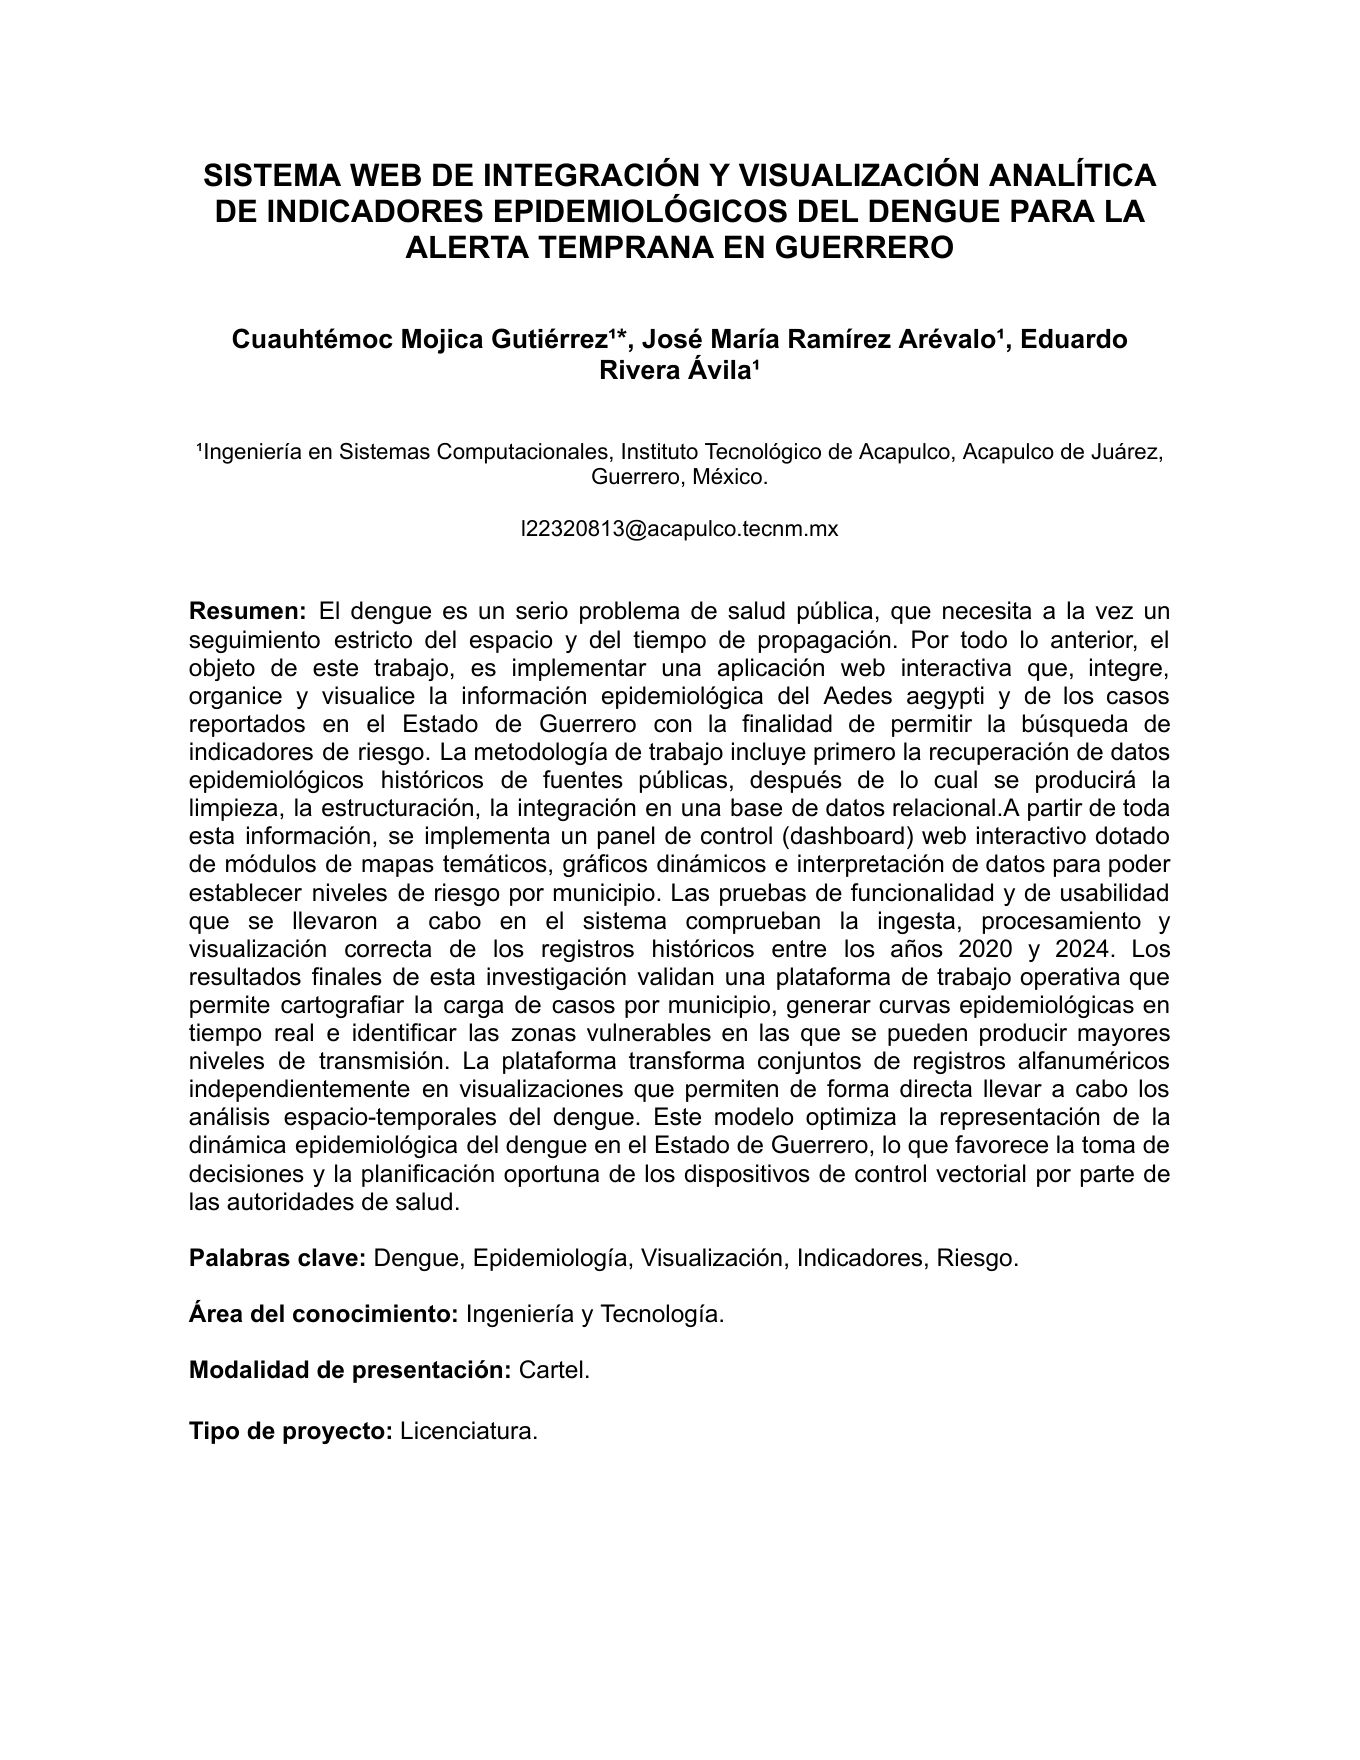 SISTEMA WEB DE INTEGRACIÓN Y VISUALIZACIÓN ANALÍTICA
DE INDICADORES EPIDEMIOLÓGICOS DEL DENGUE PARA LA
ALERTA TEMPRANA EN GUERRERO
Cuauhtémoc Mojica Gutiérrez¹*, José María Ramírez Arévalo¹, Eduardo
Rivera Ávila¹
¹Ingeniería en Sistemas Computacionales, Instituto Tecnológico de Acapulco, Acapulco de Juárez,
Guerrero, México.
l22320813@acapulco.tecnm.mx
Resumen: El dengue es un serio problema de salud pública, que necesita a la vez un
seguimiento estricto del espacio y del tiempo de propagación. Por todo lo anterior, el
objeto de este trabajo, es implementar una aplicación web interactiva que, integre,
organice y visualice la información epidemiológica del Aedes aegypti y de los casos
reportados en el Estado de Guerrero con la finalidad de permitir la búsqueda de
indicadores de riesgo. La metodología de trabajo incluye primero la recuperación de datos
epidemiológicos históricos de fuentes públicas, después de lo cual se producirá la
limpieza, la estructuración, la integración en una base de datos relacional.A partir de toda
esta información, se implementa un panel de control (dashboard) web interactivo dotado
de módulos de mapas temáticos, gráficos dinámicos e interpretación de datos para poder
establecer niveles de riesgo por municipio. Las pruebas de funcionalidad y de usabilidad
que se llevaron a cabo en el sistema comprueban la ingesta, procesamiento y
visualización correcta de los registros históricos entre los años 2020 y 2024. Los
resultados finales de esta investigación validan una plataforma de trabajo operativa que
permite cartografiar la carga de casos por municipio, generar curvas epidemiológicas en
tiempo real e identificar las zonas vulnerables en las que se pueden producir mayores
niveles de transmisión. La plataforma transforma conjuntos de registros alfanuméricos
independientemente en visualizaciones que permiten de forma directa llevar a cabo los
análisis espacio-temporales del dengue. Este modelo optimiza la representación de la
dinámica epidemiológica del dengue en el Estado de Guerrero, lo que favorece la toma de
decisiones y la planificación oportuna de los dispositivos de control vectorial por parte de
las autoridades de salud.
Palabras clave: Dengue, Epidemiología, Visualización, Indicadores, Riesgo.
Área del conocimiento: Ingeniería y Tecnología.
Modalidad de presentación: Cartel.
Tipo de proyecto: Licenciatura.